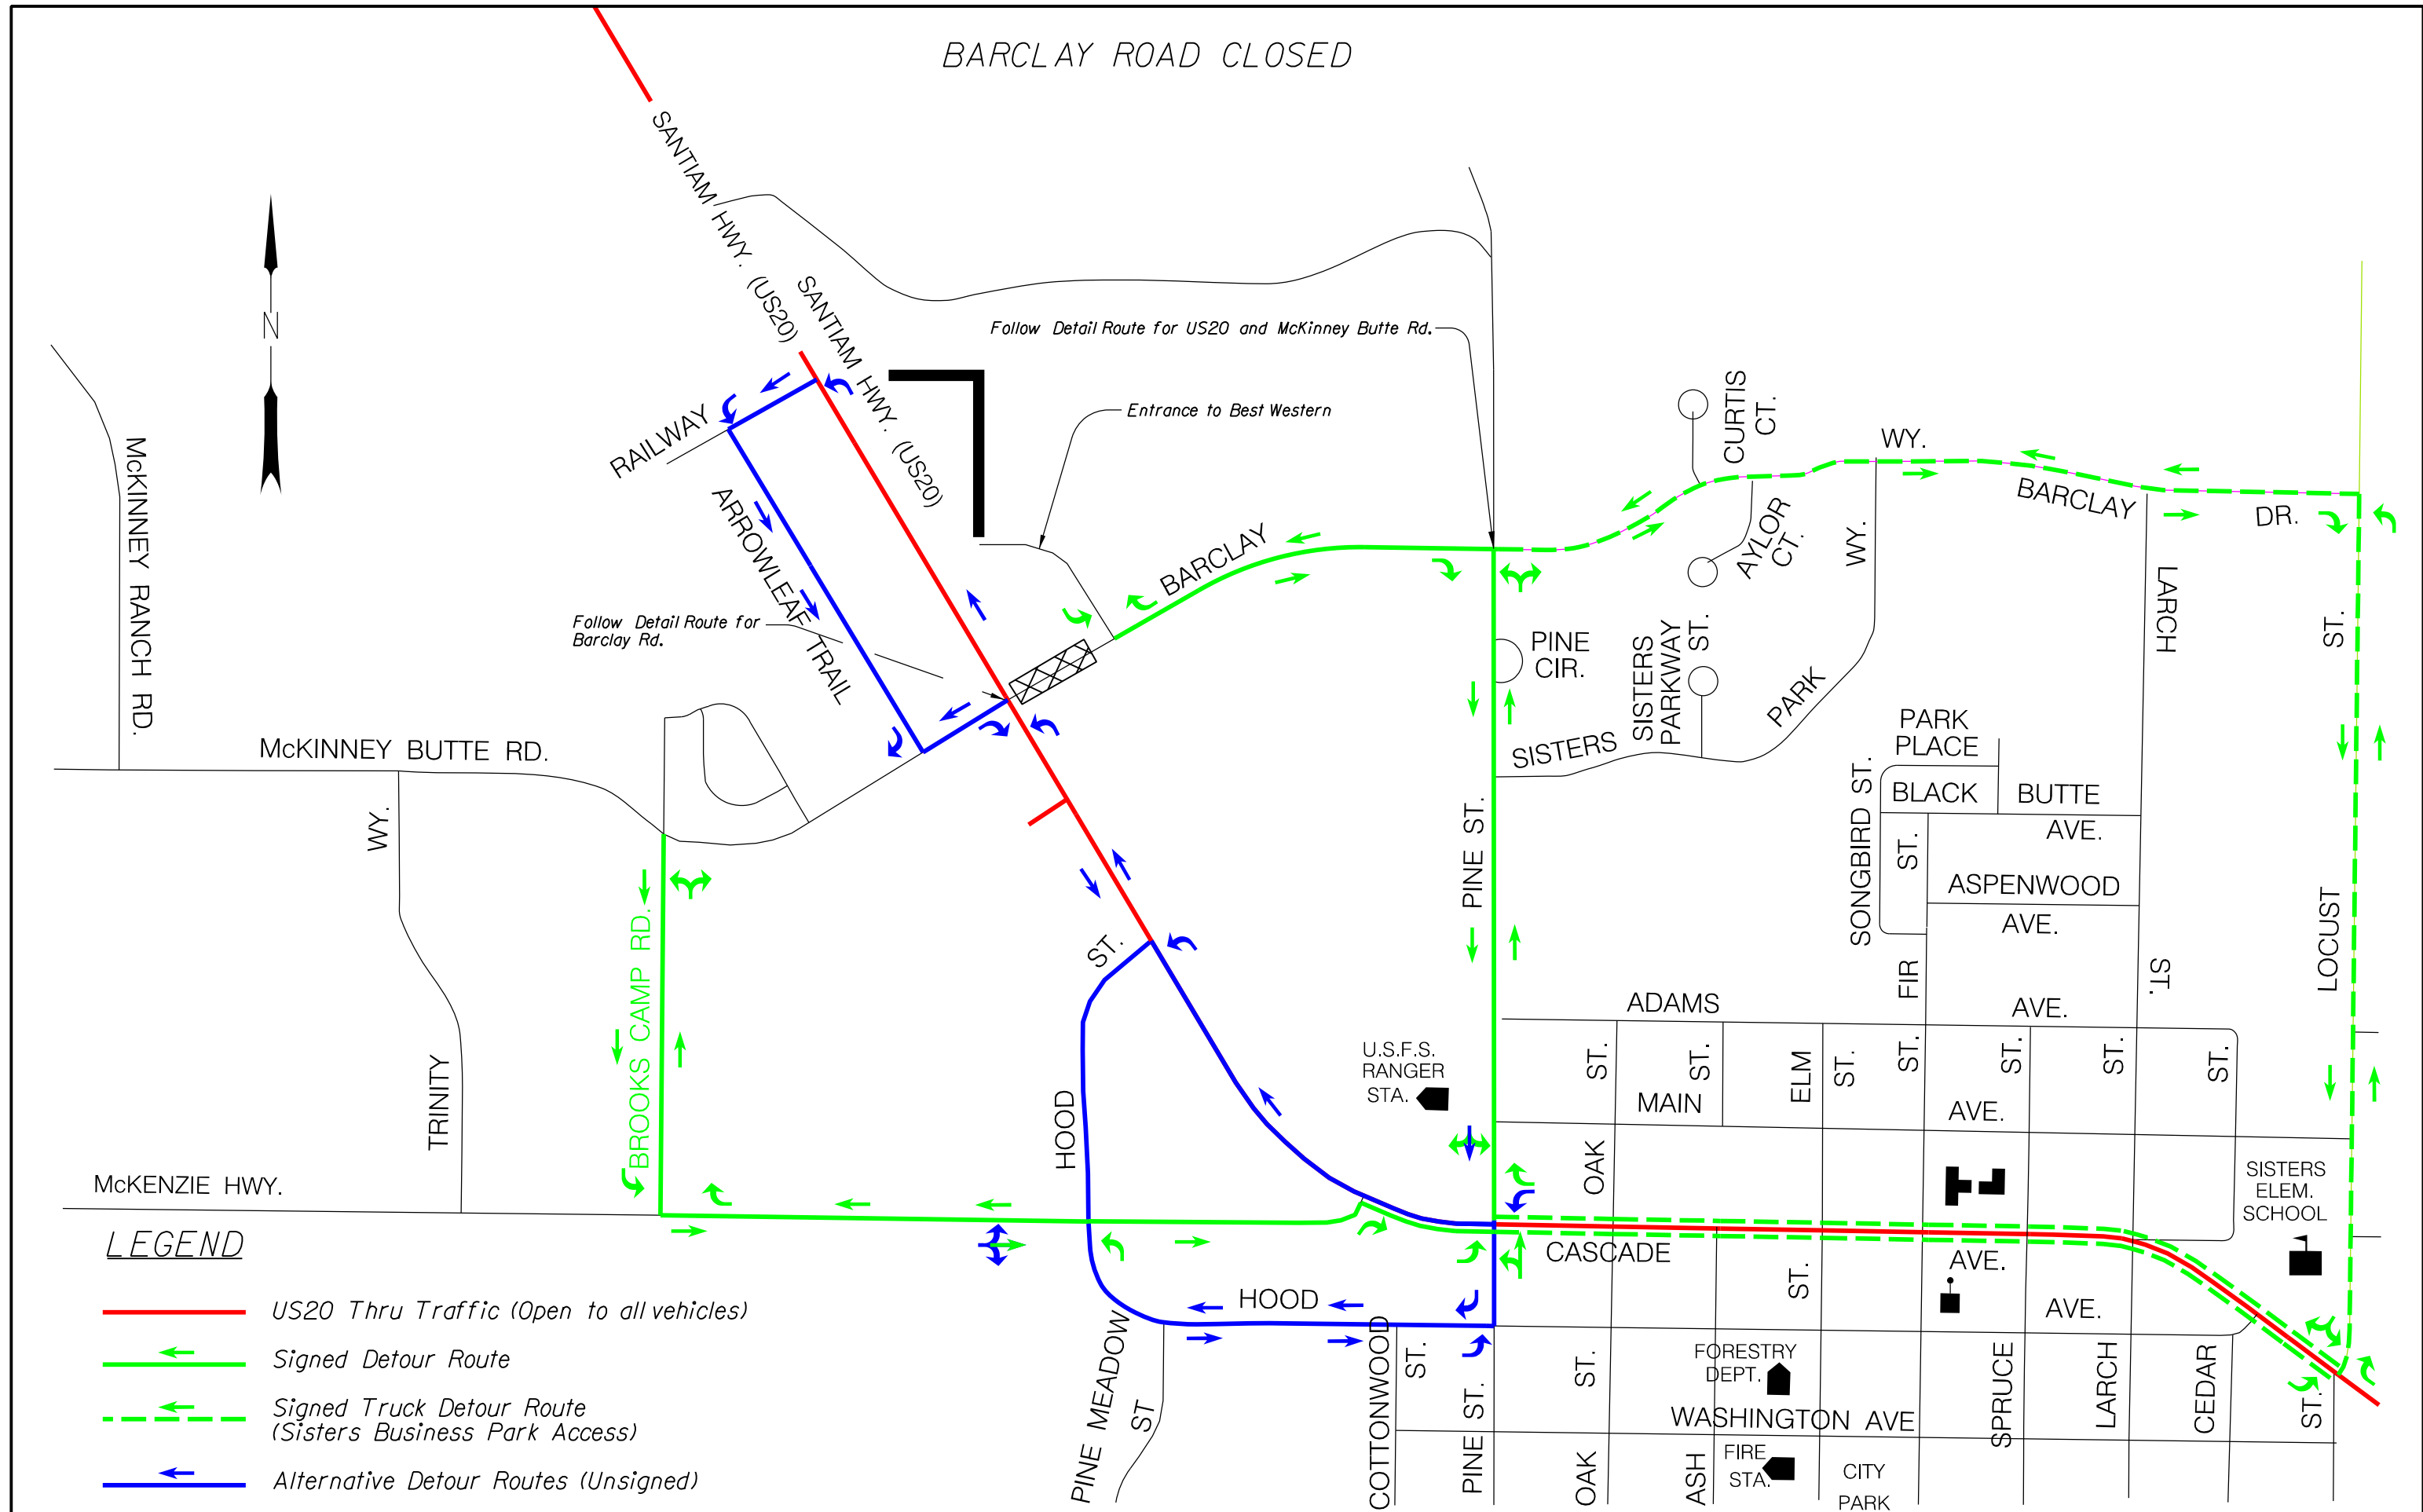 BARCLAY ROAD CLOSED
SANTIAM HWY. (US20)
SANTIAM HWY. (US20)
N
Follow Detail Route for US20 and McKinney Butte Rd.
Entrance to Best Western
RAILWAY
ARROWLEAF TRAIL
BARCLAY
CURTIS
CT.
WY.
BARCLAY
DR.
AYLOR
CT.
WY.
McKINNEY RANCH RD.
Follow Detail Route for
Barclay Rd.
PINE
CIR.
SISTERS
PARKWAY
ST.
PARK
SISTERS
LARCH
ST.
ST.
LOCUST
McKINNEY BUTTE RD.
PARK
PLACE
BLACK BUTTE
AVE.
SONGBIRD ST.
ST.
FIR
ASPENWOOD
AVE.
WY.
TRINITY
BROOKS CAMP RD.
PINE ST.
ST.
HOOD
ADAMS
AVE.
U.S.F.S.
RANGER
STA.
ST.
ST.
ELM
ST.
ST.
ST.
ST.
ST.
MAIN
AVE.
OAK
McKENZIE HWY.
SISTERS
ELEM.
SCHOOL
CASCADE
AVE.
ST.
HOOD
AVE.
PINE MEADOW
ST
COTTONWOOD
ST.
PINE ST.
ST.
OAK
FORESTRY
DEPT.
WASHINGTON AVE
SPRUCE
LARCH
CEDAR
ST.
ASH
FIRE
STA.
CITY
PARK
LEGEND
US20 Thru Traffic (Open to all vehicles)
Signed Detour Route
Signed Truck Detour Route
(Sisters Business Park Access)
Alternative Detour Routes (Unsigned)